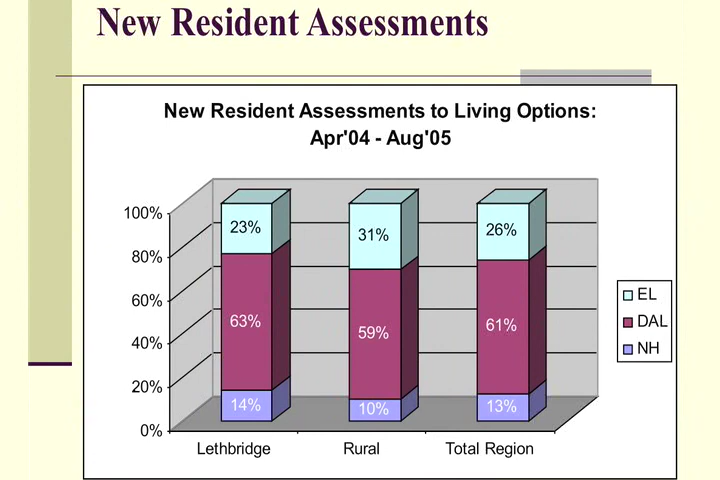 New Resident Assessments
New Resident Assessments to Living Options:
Apr'04 - Aug'05
100%
80%
60%
40%
20%
0%
23%
31%
26%
63%
59%
61%
14%
10%
13%
Lethbridge
Rural
Total Region
EL
DAL
NH